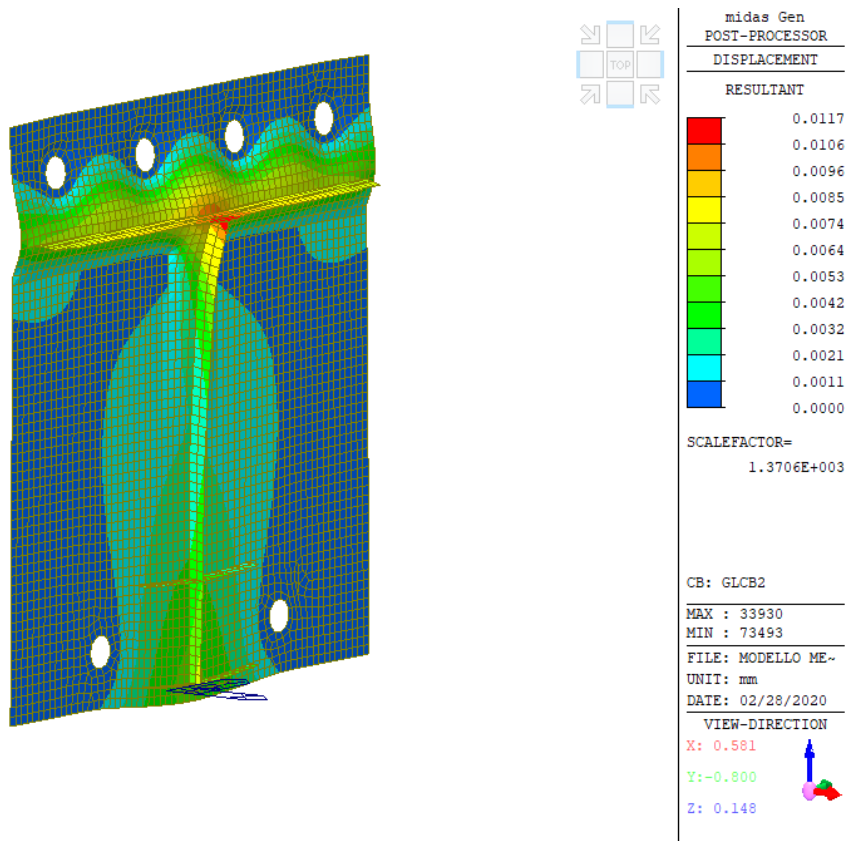 TOP
midas Gen
POST-PROCESSOR
DISPLACEMENT
RESULTANT
0.0117
0.0106
0.0096
0.0085
0.0074
0.0064
0.0053
0.0042
0.0032
0.0021
0.0011
0.0000
SCALEFACTOR=
1.3706E+003
CB: GLCB2
MAX : 33930
MIN : 73493
FILE: MODELLO ME~
UNIT: mm
DATE: 02/28/2020
VIEW-DIRECTION
X: 0.581
Y:-0.800
Z: 0.148